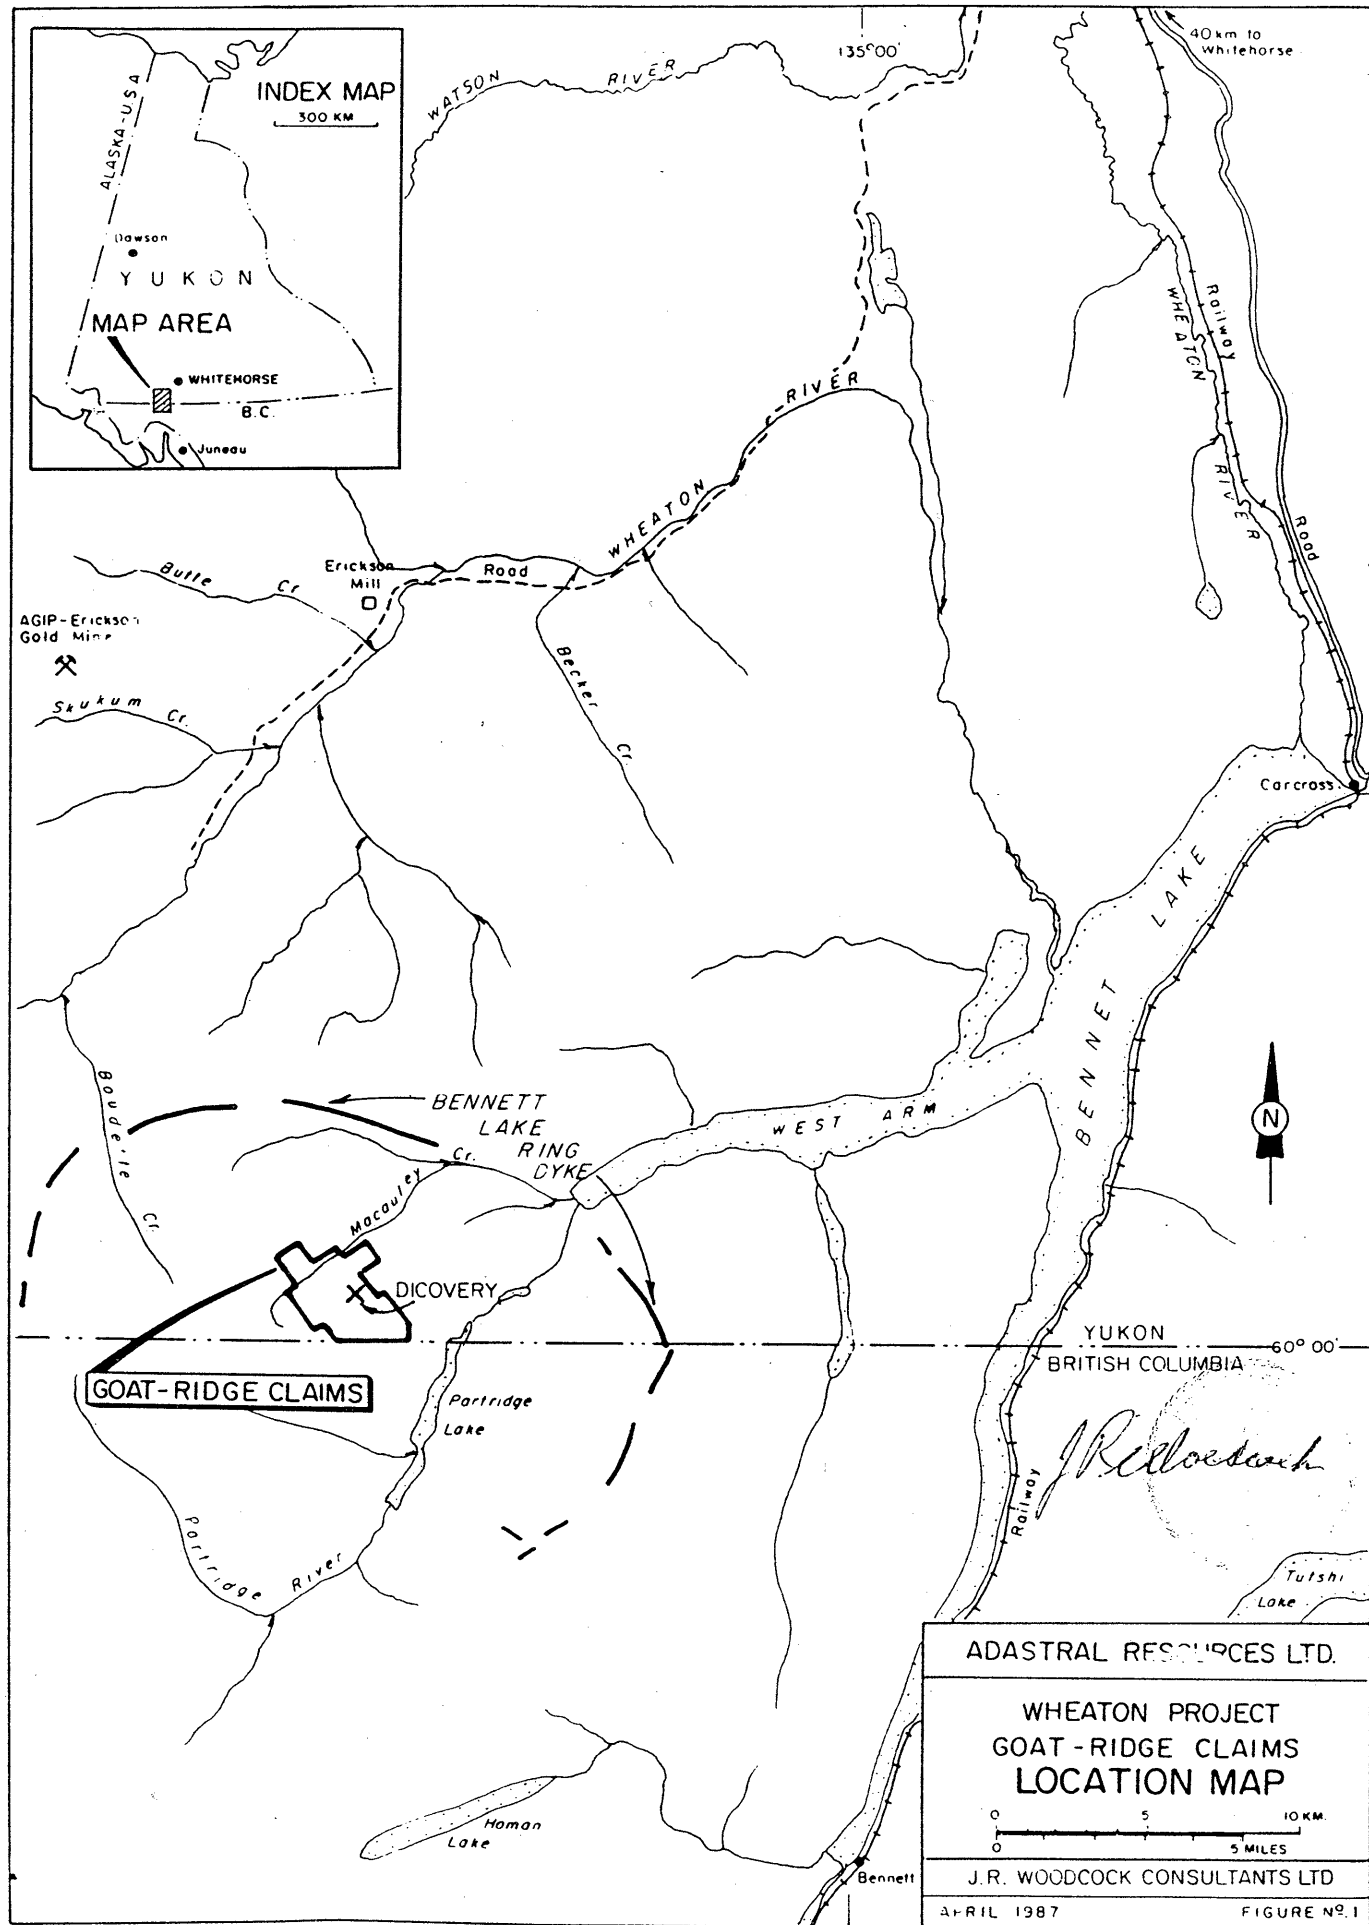 40 km to
Whitehorse
135°00'
INDEX MAP
300 KM
ALASKA-U.S.A
Dawson
YUKON
MAP AREA
WHITEHORSE
B.C.
Juneau
WATSON RIVER
Railway
WHEATON RIVER
Road
WHEATON RIVER
Erickson
Mill
Road
Butte Cr.
AGIP-Erickson
Gold Mine
Becker Cr.
Skukum Cr.
Carcross
BENNET LAKE
WEST ARM
BENNETT
LAKE
RING
DYKE
Macauley Cr.
Cr.
N
DICOVERY
YUKON
60° 00'
BRITISH COLUMBIA
GOAT-RIDGE CLAIMS
Partridge
Lake
Railway
Partridge River
Tutshi
Lake
Homan
Lake
Bennett
ADASTRAL RESOURCES LTD.
WHEATON PROJECT
GOAT-RIDGE CLAIMS
LOCATION MAP
0 5 10 KM.
0 5 MILES
J.R. WOODCOCK CONSULTANTS LTD
APRIL 1987 FIGURE Nº.1